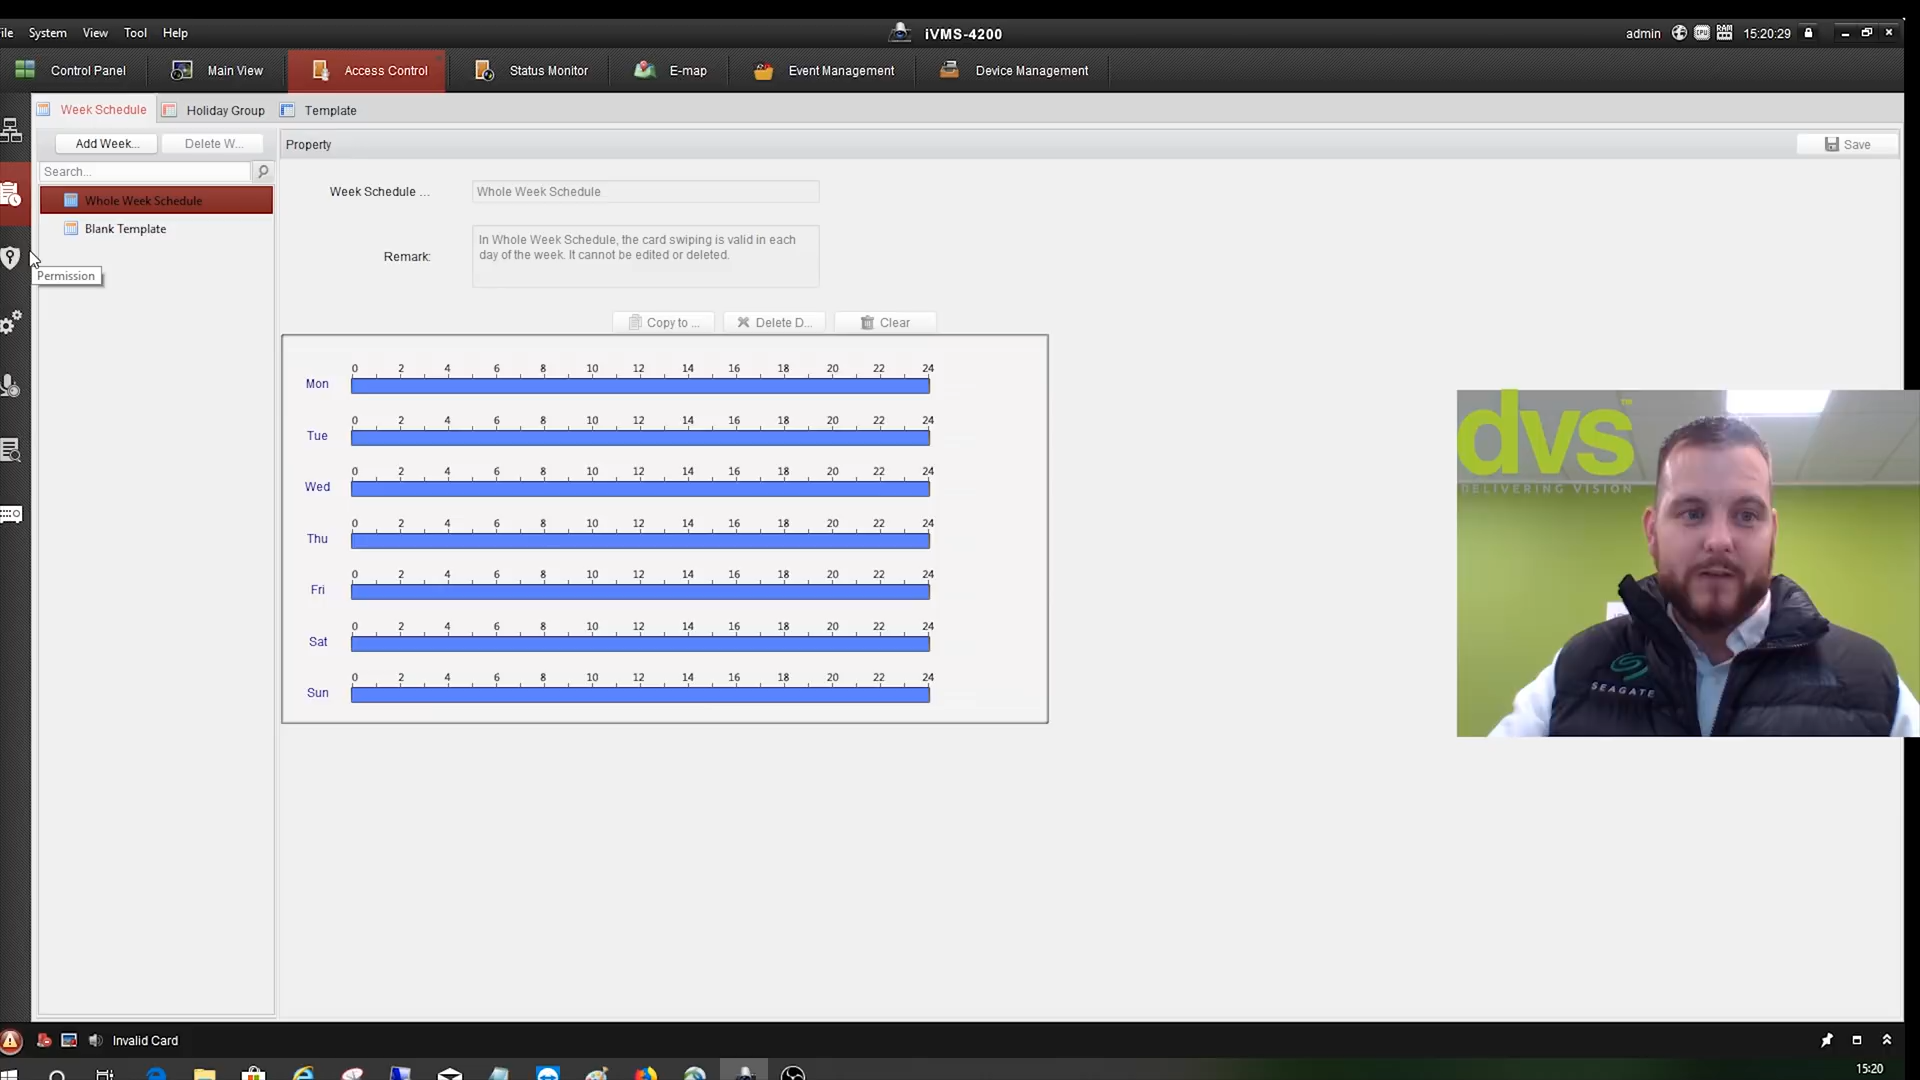 ile System View Tool Help
iVMS-4200
admin 15:20:29
Control Panel Main View Access Control Status Monitor E-map Event Management Device Management
Week Schedule Holiday Group Template
Add Week... Delete W...
Property
Save
Search...
Whole Week Schedule
Blank Template
Permission
Week Schedule ... Whole Week Schedule
Remark: In Whole Week Schedule, the card swiping is valid in each
day of the week. It cannot be edited or deleted.
Copy to ... Delete D... Clear
0 2 4 6 8 10 12 14 16 18 20 22 24
Mon
0 2 4 6 8 10 12 14 16 18 20 22 24
Tue
0 2 4 6 8 10 12 14 16 18 20 22 24
Wed
0 2 4 6 8 10 12 14 16 18 20 22 24
Thu
0 2 4 6 8 10 12 14 16 18 20 22 24
Fri
0 2 4 6 8 10 12 14 16 18 20 22 24
Sat
0 2 4 6 8 10 12 14 16 18 20 22 24
Sun
dvs™
DELIVERING VISION
SEAGATE
Invalid Card
15:20